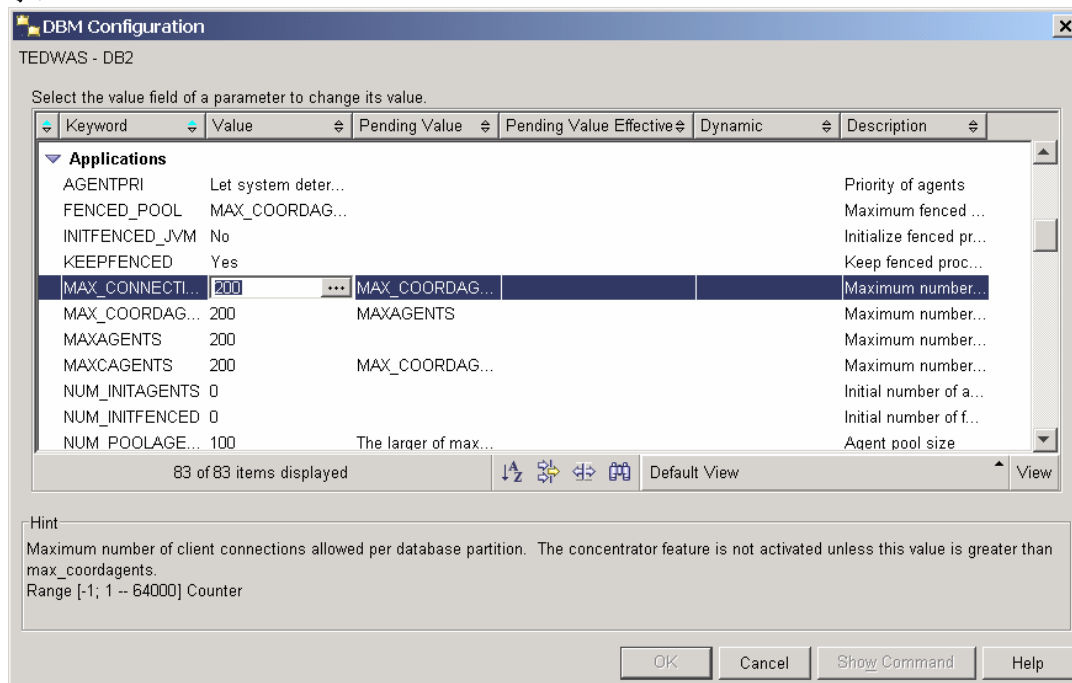 DBM Configuration
TEDWAS - DB2
Select the value field of a parameter to change its value.
Keyword Value Pending Value Pending Value Effective Dynamic Description
Applications
AGENTPRI Let system deter... Priority of agents
FENCED_POOL MAX_COORDAG... Maximum fenced ...
INITFENCED_JVM No Initialize fenced pr...
KEEPFENCED Yes Keep fenced proc...
MAX_CONNECTI... 200 ... MAX_COORDAG... Maximum number...
MAX_COORDAG... 200 MAXAGENTS Maximum number...
MAXAGENTS 200 Maximum number...
MAXCAGENTS 200 MAX_COORDAG... Maximum number...
NUM_INITAGENTS 0 Initial number of a...
NUM_INITFENCED 0 Initial number of f...
NUM_POOLAGE... 100 The larger of max... Agent pool size
83 of 83 items displayed Default View View
Hint
Maximum number of client connections allowed per database partition. The concentrator feature is not activated unless this value is greater than
max_coordagents.
Range [-1; 1 -- 64000] Counter
OK Cancel Show Command Help